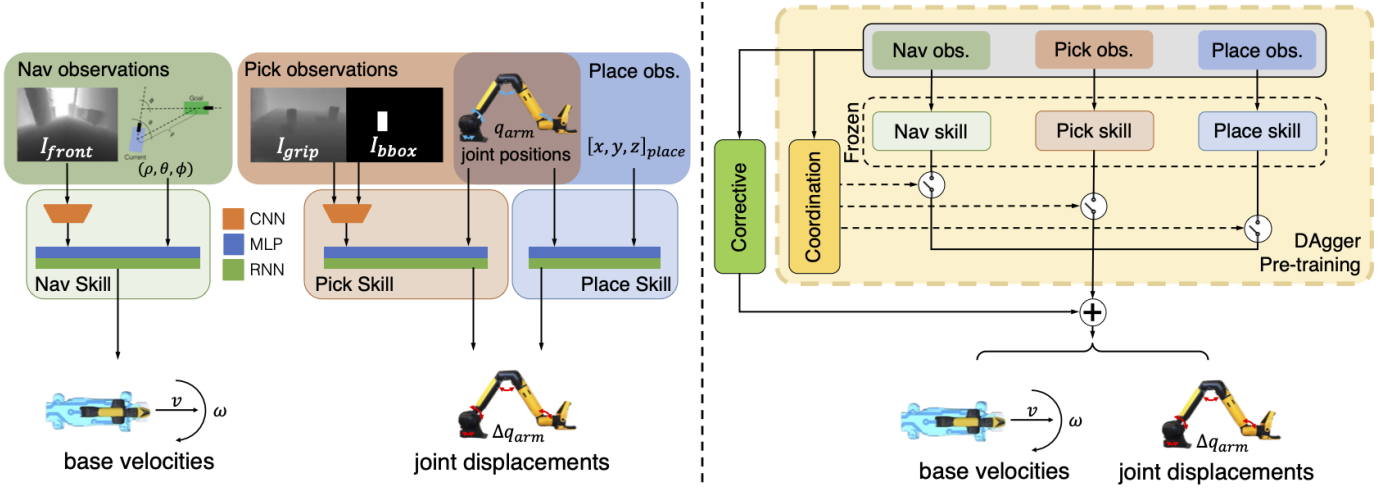 Nav observations
I_front
Goal
Current
(ρ, θ, ϕ)
Pick observations
I_grip
I_bbox
q_arm
joint positions
Place obs.
[x, y, z]_place
CNN
MLP
RNN
Nav Skill
Pick Skill
Place Skill
v
ω
base velocities
Δq_arm
joint displacements
Nav obs.
Pick obs.
Place obs.
Frozen
Nav skill
Pick skill
Place skill
Corrective
Coordination
DAgger
Pre-training
+
v
ω
base velocities
Δq_arm
joint displacements